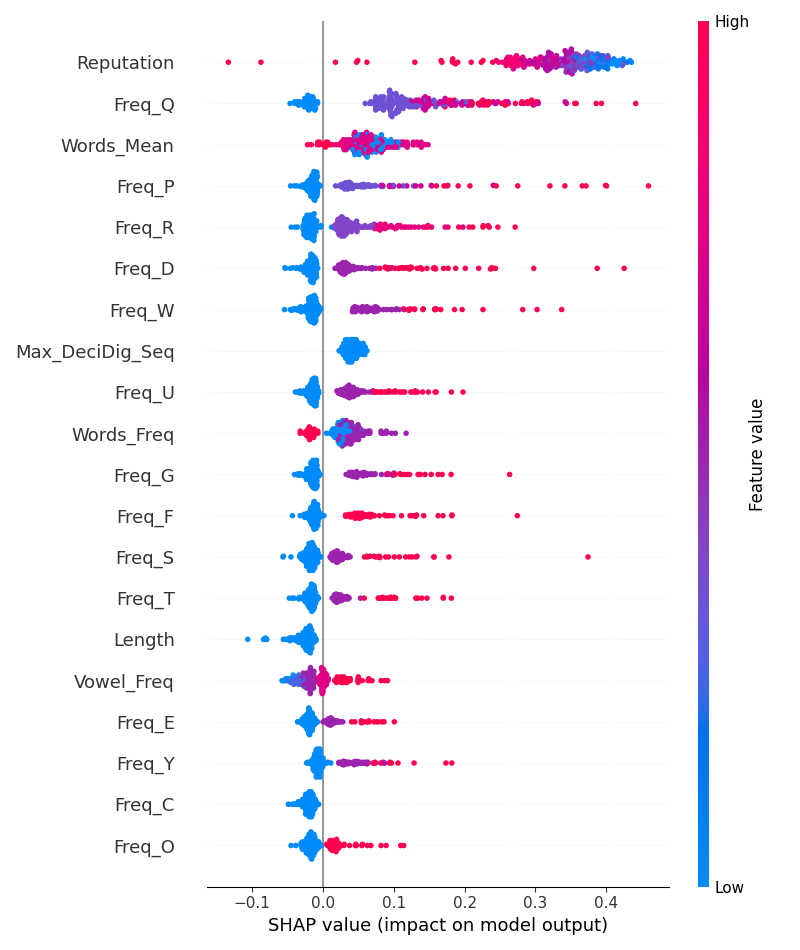 High
Reputation
Freq_Q
Words_Mean
Freq_P
Freq_R
Freq_D
Freq_W
Max_DeciDig_Seq
Freq_U
Words_Freq
Freq_G
Freq_F
Freq_S
Freq_T
Length
Vowel_Freq
Freq_E
Freq_Y
Freq_C
Freq_O
Feature value
Low
−0.1 0.0 0.1 0.2 0.3 0.4
SHAP value (impact on model output)